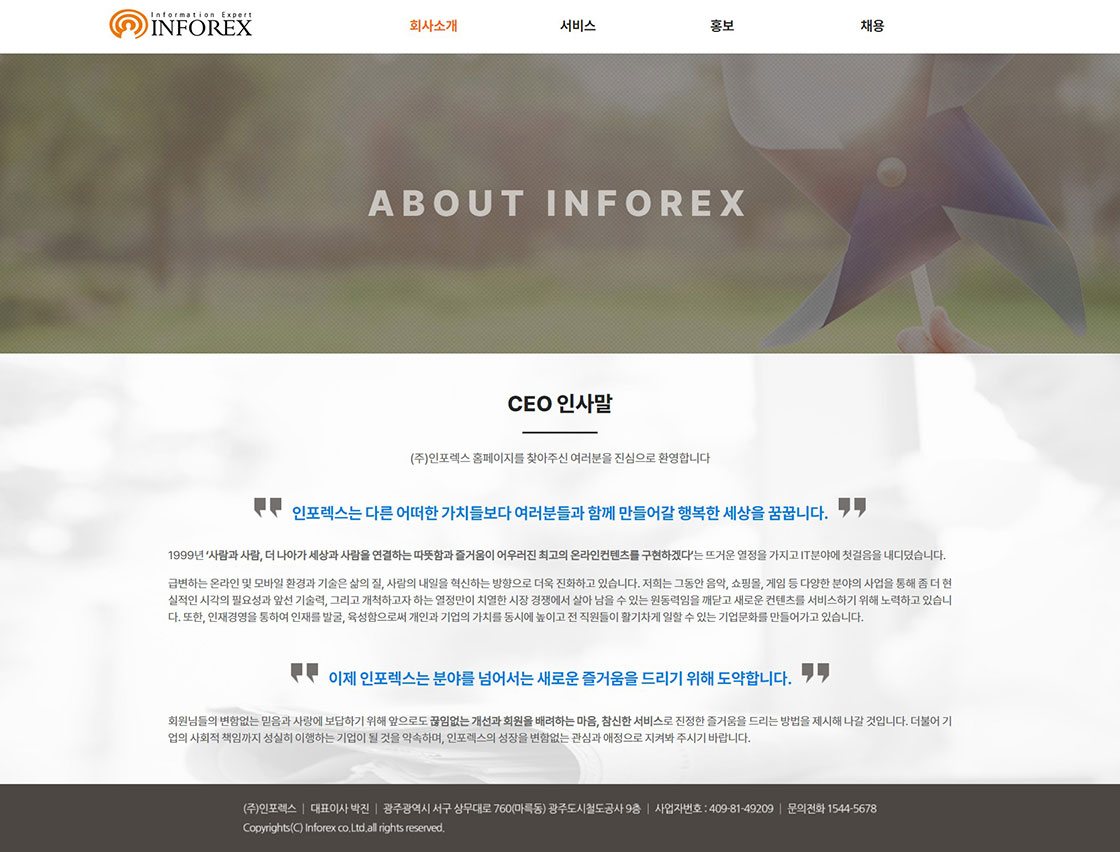 Information Expert
INFOREX
회사소개 서비스 홍보 채용
ABOUT INFOREX
CEO 인사말
(주)인포렉스 홈페이지를 찾아주신 여러분을 진심으로 환영합니다
인포렉스는 다른 어떠한 가치들보다 여러분들과 함께 만들어갈 행복한 세상을 꿈꿉니다.
1999년 ‘사람과 사람, 더 나아가 세상과 사람을 연결하는 따뜻함과 즐거움이 어우러진 최고의 온라인컨텐츠를 구현하겠다’는 뜨거운 열정을 가지고 IT분야에 첫걸음을 내디뎠습니다.
급변하는 온라인 및 모바일 환경과 기술은 삶의 질, 사람의 내일을 혁신하는 방향으로 더욱 진화하고 있습니다. 저희는 그동안 음악, 쇼핑몰, 게임 등 다양한 분야의 사업을 통해 좀 더 현
실적인 시각의 필요성과 앞선 기술력, 그리고 개척하고자 하는 열정만이 치열한 시장 경쟁에서 살아 남을 수 있는 원동력임을 깨닫고 새로운 컨텐츠를 서비스하기 위해 노력하고 있습니
다. 또한, 인재경영을 통하여 인재를 발굴, 육성함으로써 개인과 기업의 가치를 동시에 높이고 전 직원들이 활기차게 일할 수 있는 기업문화를 만들어가고 있습니다.
이제 인포렉스는 분야를 넘어서는 새로운 즐거움을 드리기 위해 도약합니다.
회원님들의 변함없는 믿음과 사랑에 보답하기 위해 앞으로도 끊임없는 개선과 회원을 배려하는 마음, 참신한 서비스로 진정한 즐거움을 드리는 방법을 제시해 나갈 것입니다. 더불어 기
업의 사회적 책임까지 성실히 이행하는 기업이 될 것을 약속하며, 인포렉스의 성장을 변함없는 관심과 애정으로 지켜봐 주시기 바랍니다.
(주)인포렉스 | 대표이사 박진 | 광주광역시 서구 상무대로 760(마륵동) 광주도시철도공사 9층 | 사업자번호 : 409-81-49209 | 문의전화 1544-5678
Copyrights(C) Inforex co.Ltd.all rights reserved.